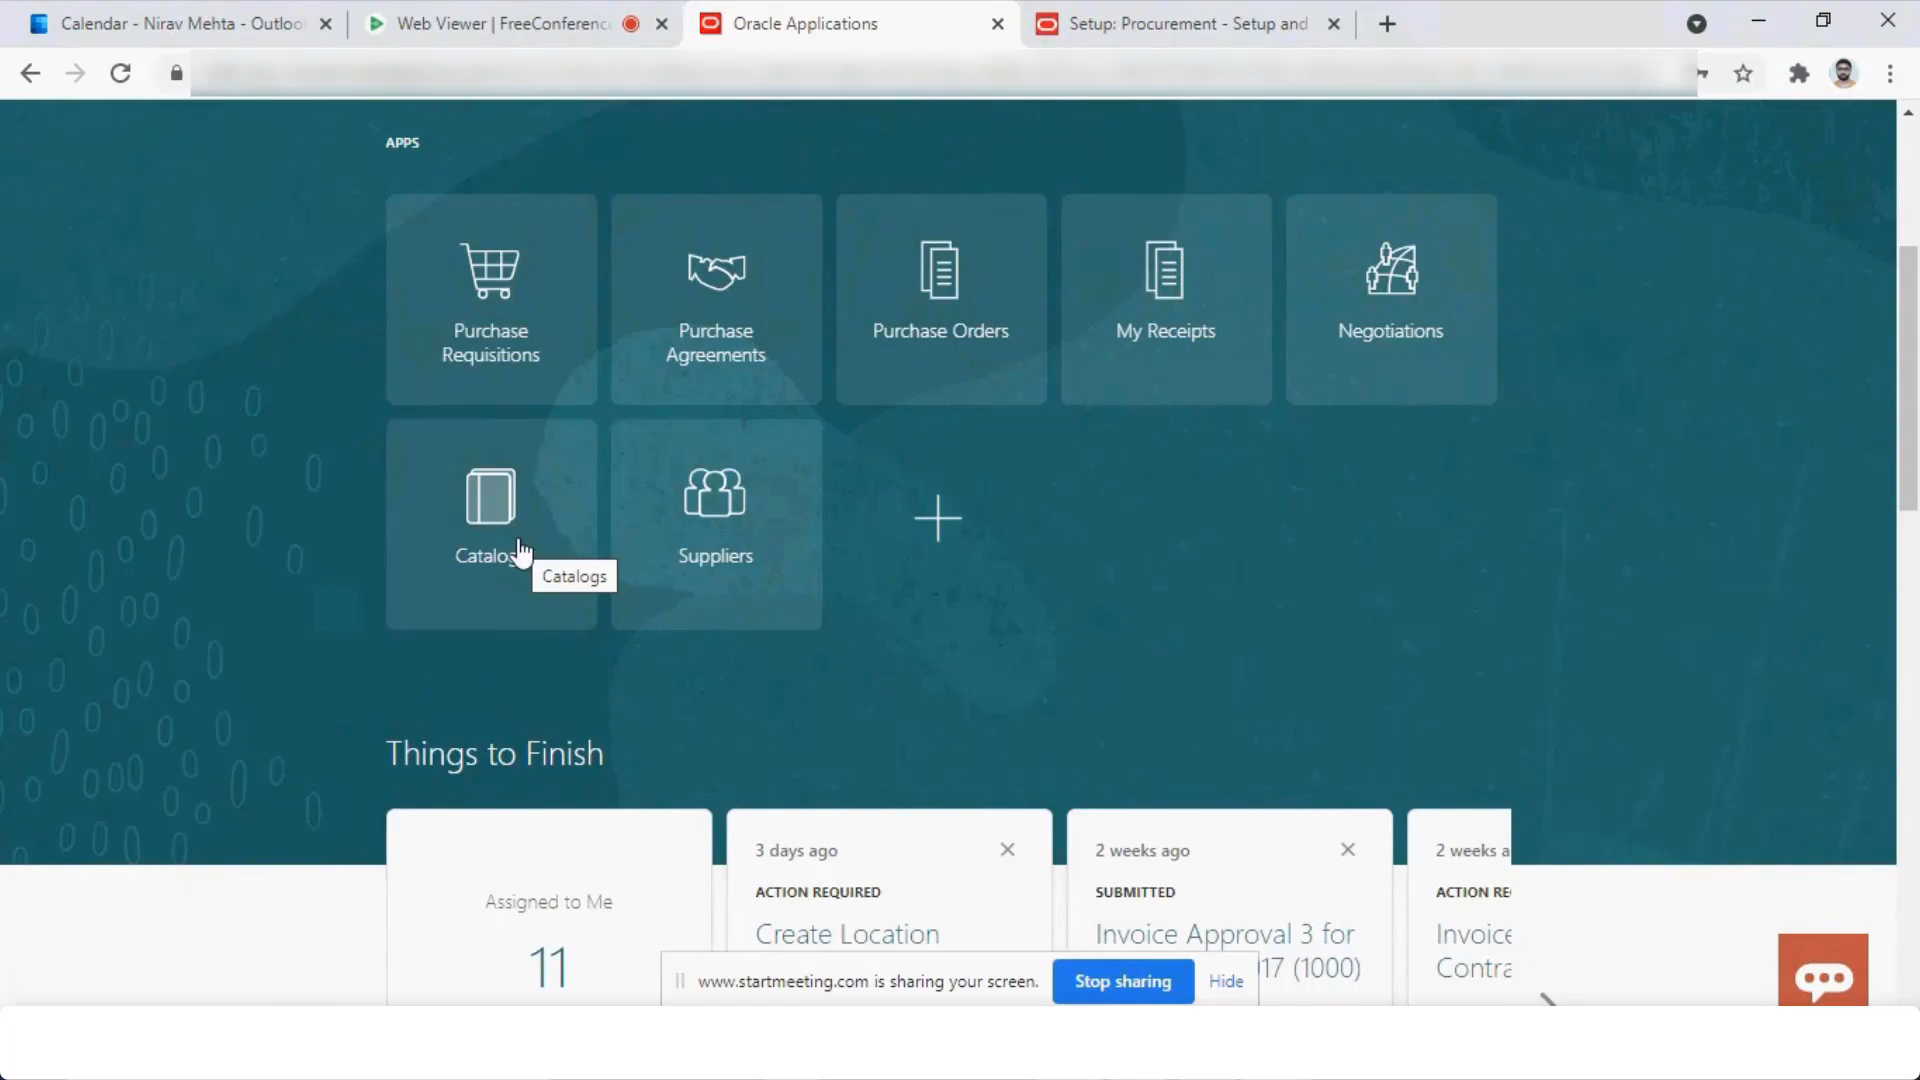 Calendar - Nirav Mehta - Outloo
Web Viewer | FreeConferenc
Oracle Applications
Setup: Procurement - Setup and
APPS
Purchase
Requisitions
Purchase
Agreements
Purchase Orders
My Receipts
Negotiations
Catalog
Catalogs
Suppliers
Things to Finish
Assigned to Me
11
3 days ago
ACTION REQUIRED
Create Location
2 weeks ago
SUBMITTED
Invoice Approval 3 for
17 (1000)
2 weeks a
ACTION RE
Invoice
Contra
www.startmeeting.com is sharing your screen.
Stop sharing
Hide